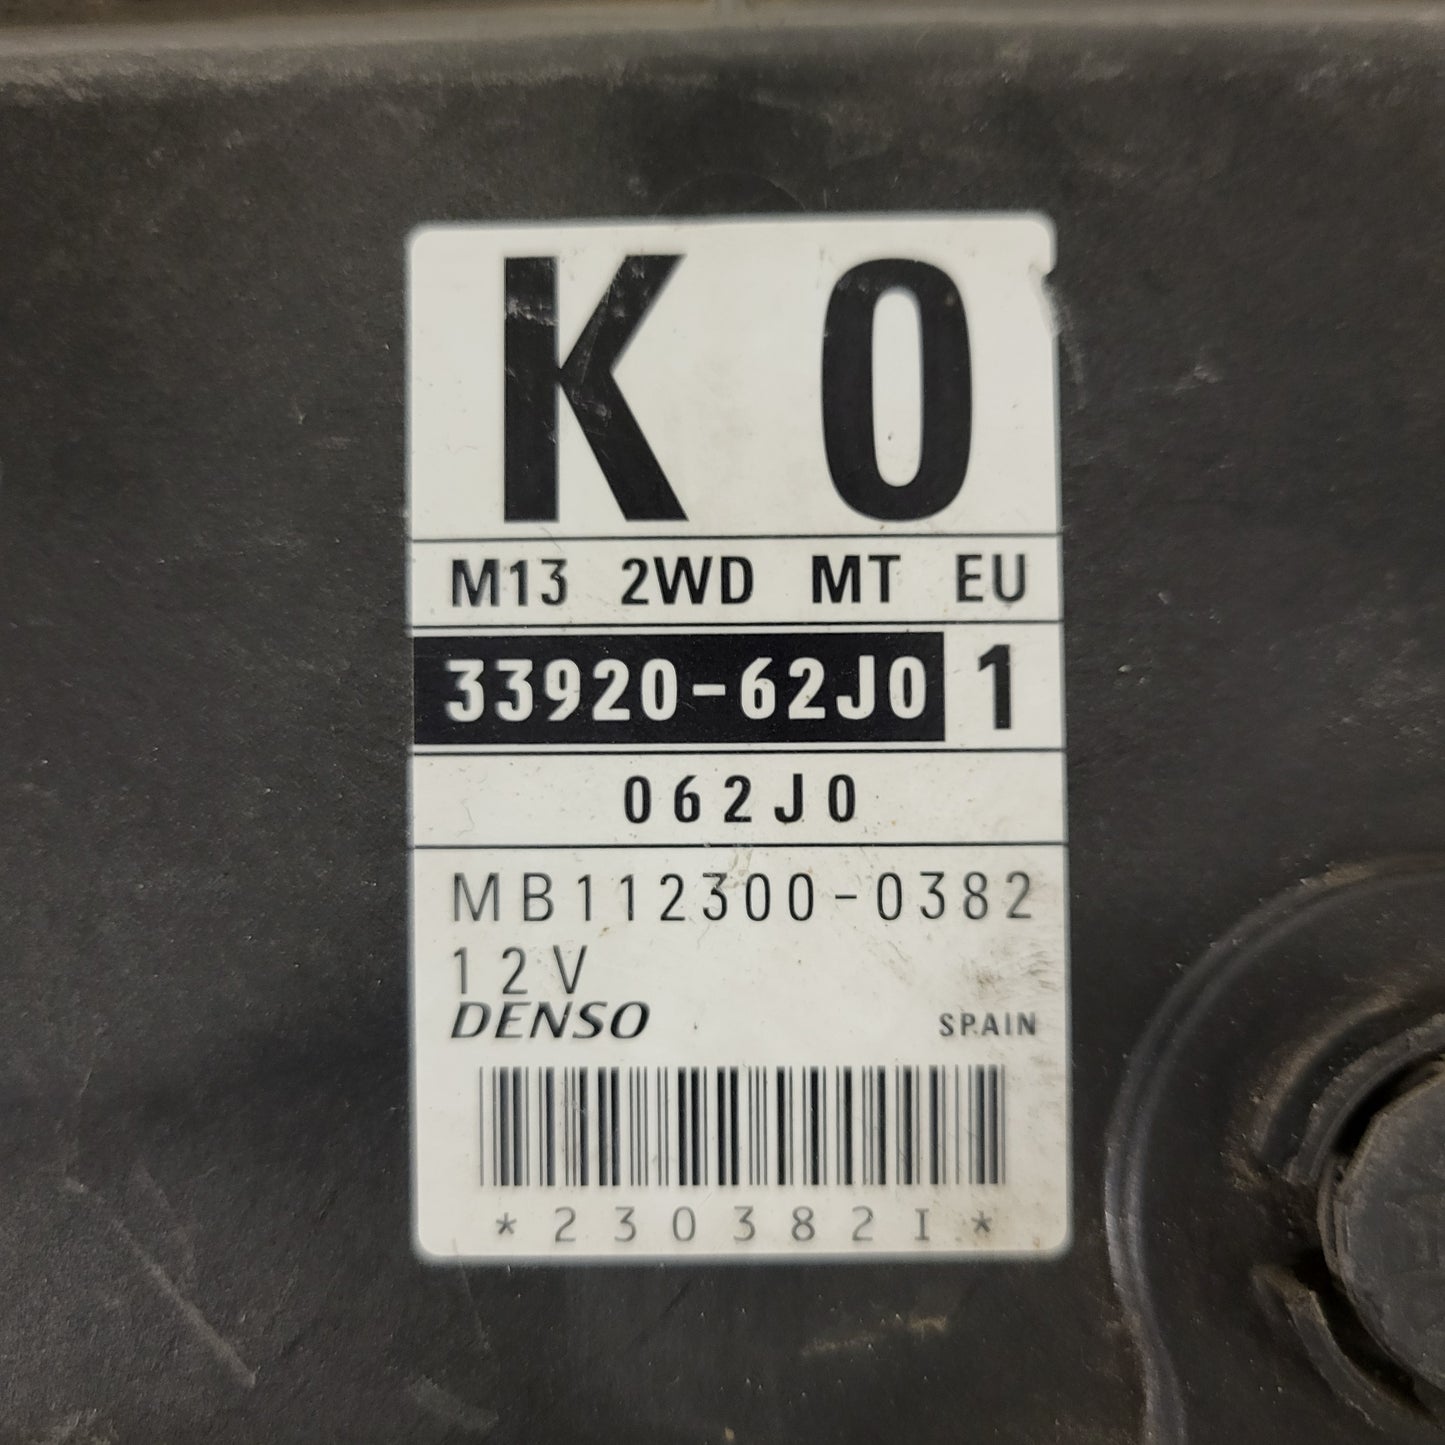 K 0
M13 2WD MT EU
33920-62J0 1
062J0
MB112300-0382
12V
DENSO SPAIN
*230382I*